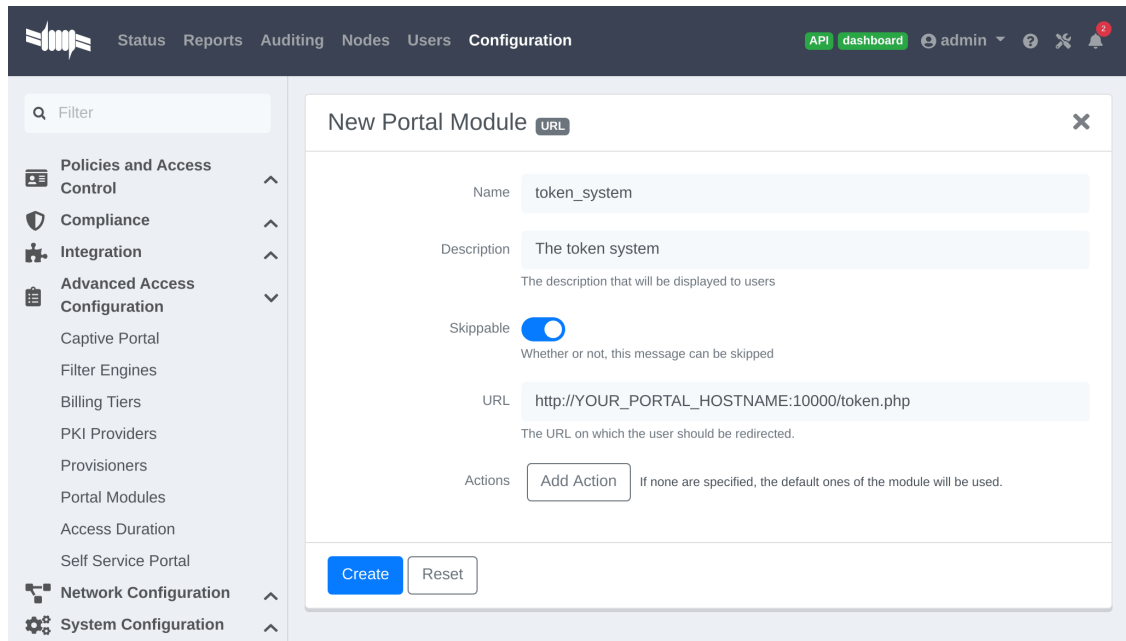 Status Reports Auditing Nodes Users Configuration API dashboard admin 2
Filter
Policies and Access
Control
Compliance
Integration
Advanced Access
Configuration
Captive Portal
Filter Engines
Billing Tiers
PKI Providers
Provisioners
Portal Modules
Access Duration
Self Service Portal
Network Configuration
System Configuration
New Portal Module URL
Name token_system
Description The token system
The description that will be displayed to users
Skippable
Whether or not, this message can be skipped
URL http://YOUR_PORTAL_HOSTNAME:10000/token.php
The URL on which the user should be redirected.
Actions Add Action If none are specified, the default ones of the module will be used.
Create Reset